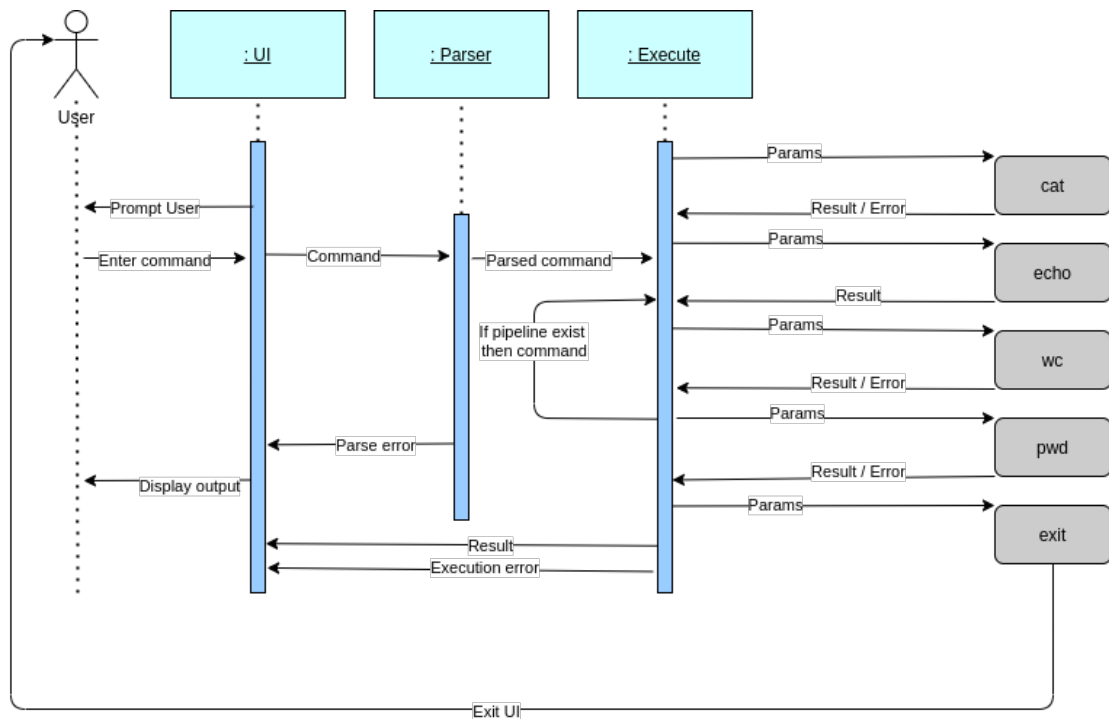 : UI
: Parser
: Execute
User
Params
cat
Prompt User
Result / Error
Enter command
Command
Parsed command
Params
echo
Result
If pipeline exist
then command
Params
wc
Result / Error
Params
Parse error
pwd
Result / Error
Display output
Params
exit
Result
Execution error
Exit UI